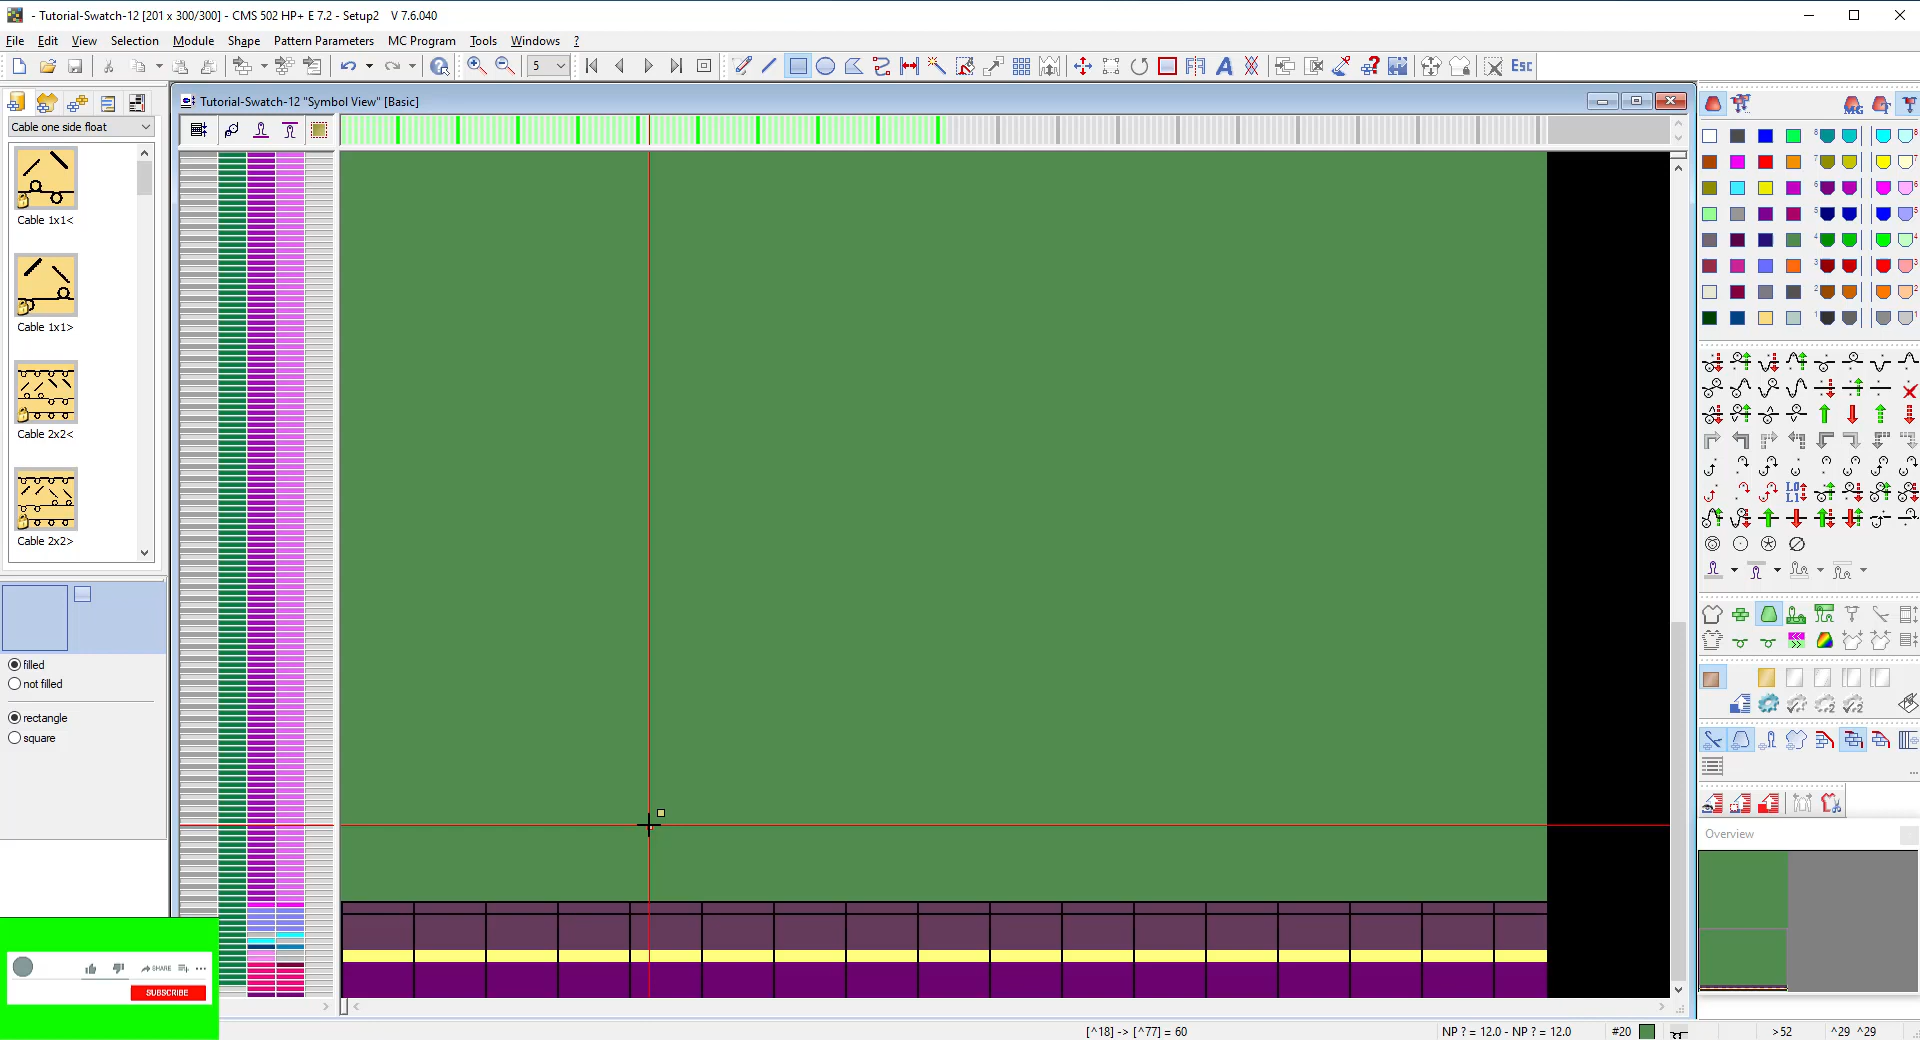 - Tutorial-Swatch-12 [201 x 300/300] - CMS 502 HP+ E 7.2 - Setup2 V 7.6.040
File Edit View Selection Module Shape Pattern Parameters MC Program Tools Windows ?
5
Esc
Tutorial-Swatch-12 "Symbol View" [Basic]
Cable one side float
Cable 1x1<
Cable 1x1>
Cable 2x2<
Cable 2x2>
filled
not filled
rectangle
square
MG
Overview
SHARE
SUBSCRIBE
[^18] -> [^77] = 60
NP ? = 12.0 - NP ? = 12.0
#20
>52
^29 ^29